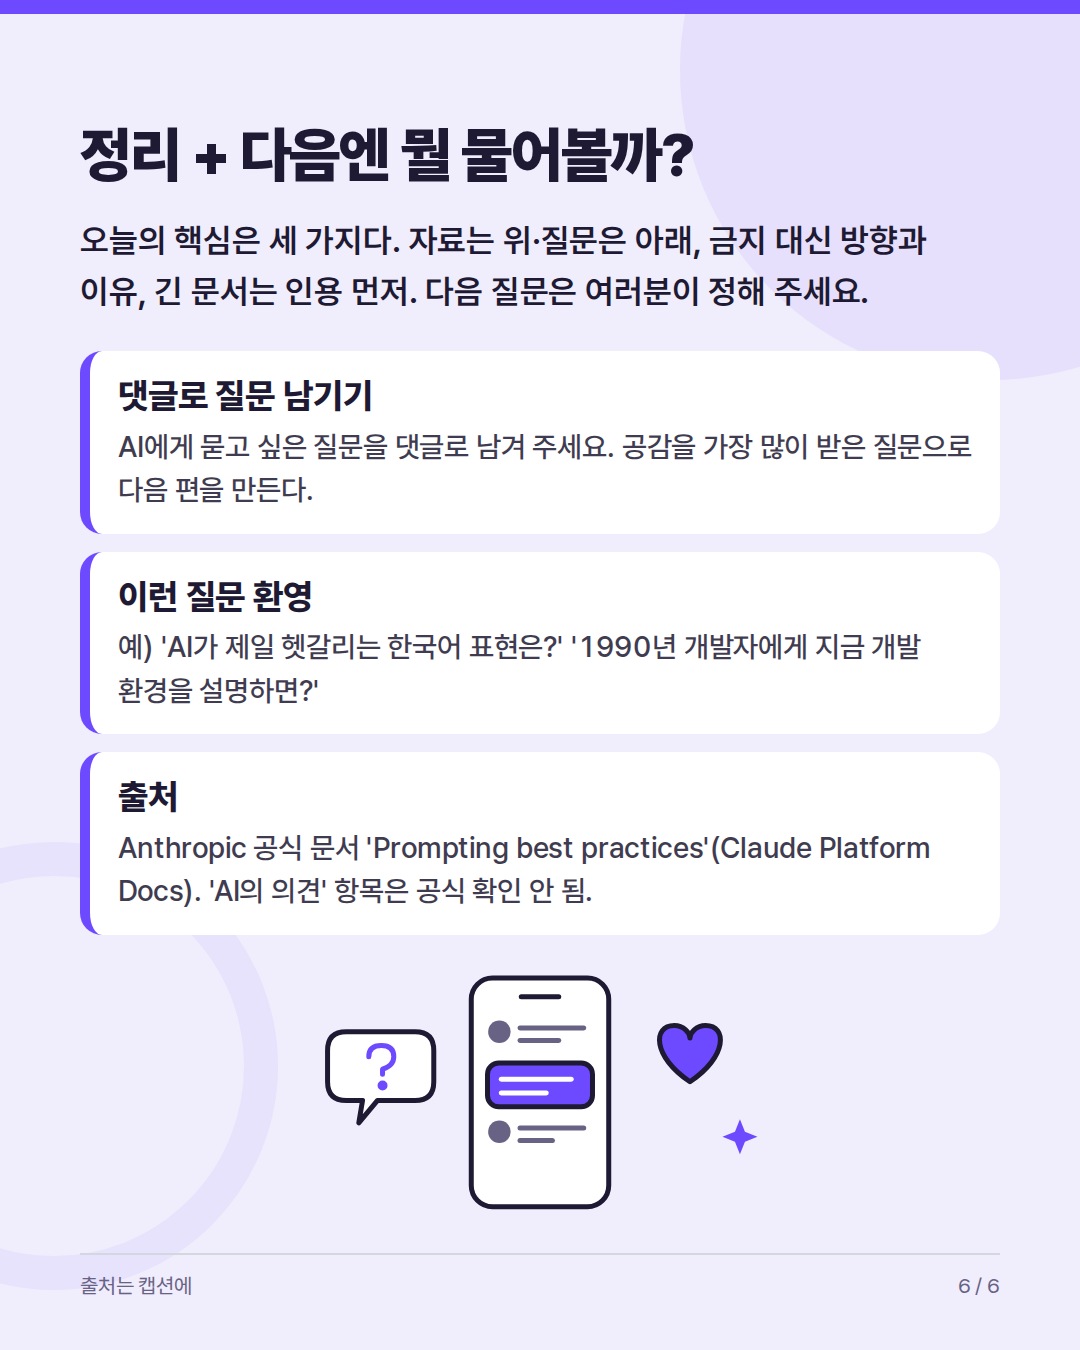 정리 + 다음엔 뭘 물어볼까?
오늘의 핵심은 세 가지다. 자료는 위·질문은 아래, 금지 대신 방향과
이유, 긴 문서는 인용 먼저. 다음 질문은 여러분이 정해 주세요.
댓글로 질문 남기기
AI에게 묻고 싶은 질문을 댓글로 남겨 주세요. 공감을 가장 많이 받은 질문으로
다음 편을 만든다.
이런 질문 환영
예) 'AI가 제일 헷갈리는 한국어 표현은?' '1990년 개발자에게 지금 개발
환경을 설명하면?'
출처
Anthropic 공식 문서 'Prompting best practices'(Claude Platform
Docs). 'AI의 의견' 항목은 공식 확인 안 됨.
?
출처는 캡션에
6 / 6